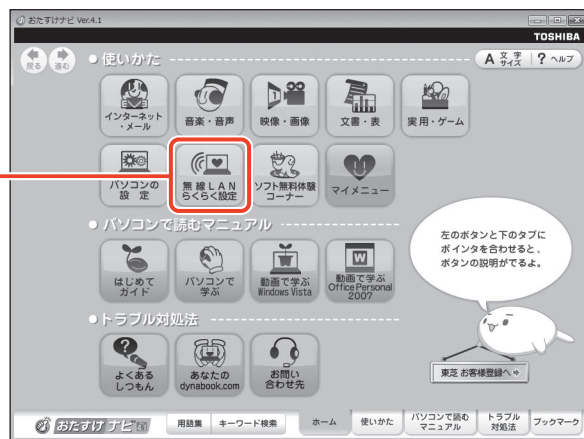 おたすけナビ Ver.4.1
TOSHIBA
戻る 進む
●使いかた
A 文字サイズ ? ヘルプ
インターネット
・メール
音楽・音声
映像・画像
文書・表
実用・ゲーム
パソコンの
設 定
無線LAN
らくらく設定
ソフト無料体験
コーナー
マイメニュー
●パソコンで読むマニュアル
はじめて
ガイド
パソコンで
学ぶ
動画で学ぶ
Windows Vista
動画で学ぶ
Office Personal
2007
左のボタンと下のタブに
ポインタを合わせると、
ボタンの説明がでるよ。
●トラブル対処法
よくある
しつもん
あなたの
dynabook.com
お問い
合わせ先
東芝 お客様登録へ⇒
おたすけ ナビ
用語集
キーワード検索
ホーム
使いかた
パソコンで読む
マニュアル
トラブル
対処法
ブックマーク